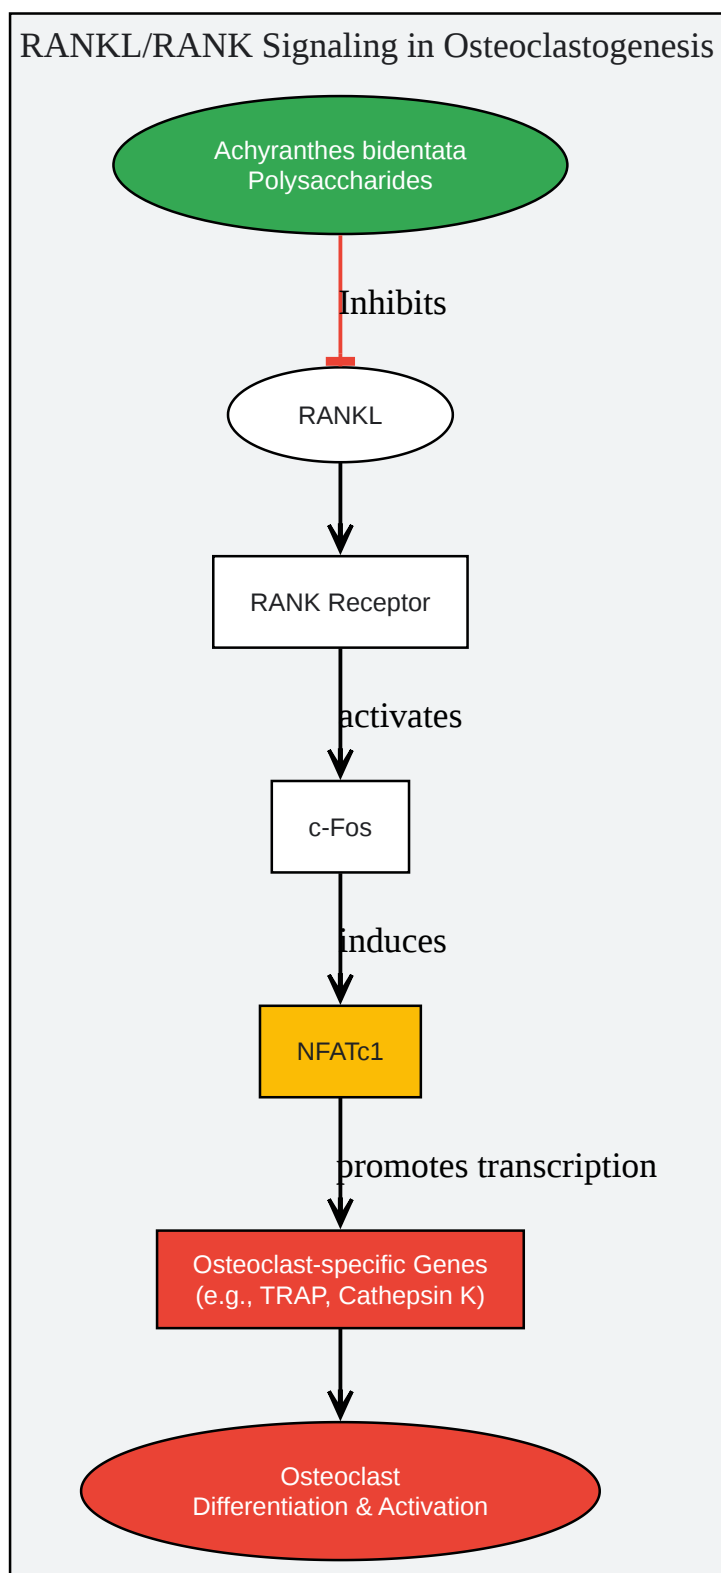 RANKL/RANK Signaling in Osteoclastogenesis
Achyranthes bidentata
Polysaccharides
Inhibits
RANKL
RANK Receptor
activates
c-Fos
induces
NFATc1
promotes transcription
Osteoclast-specific Genes
(e.g., TRAP, Cathepsin K)
Osteoclast
Differentiation & Activation